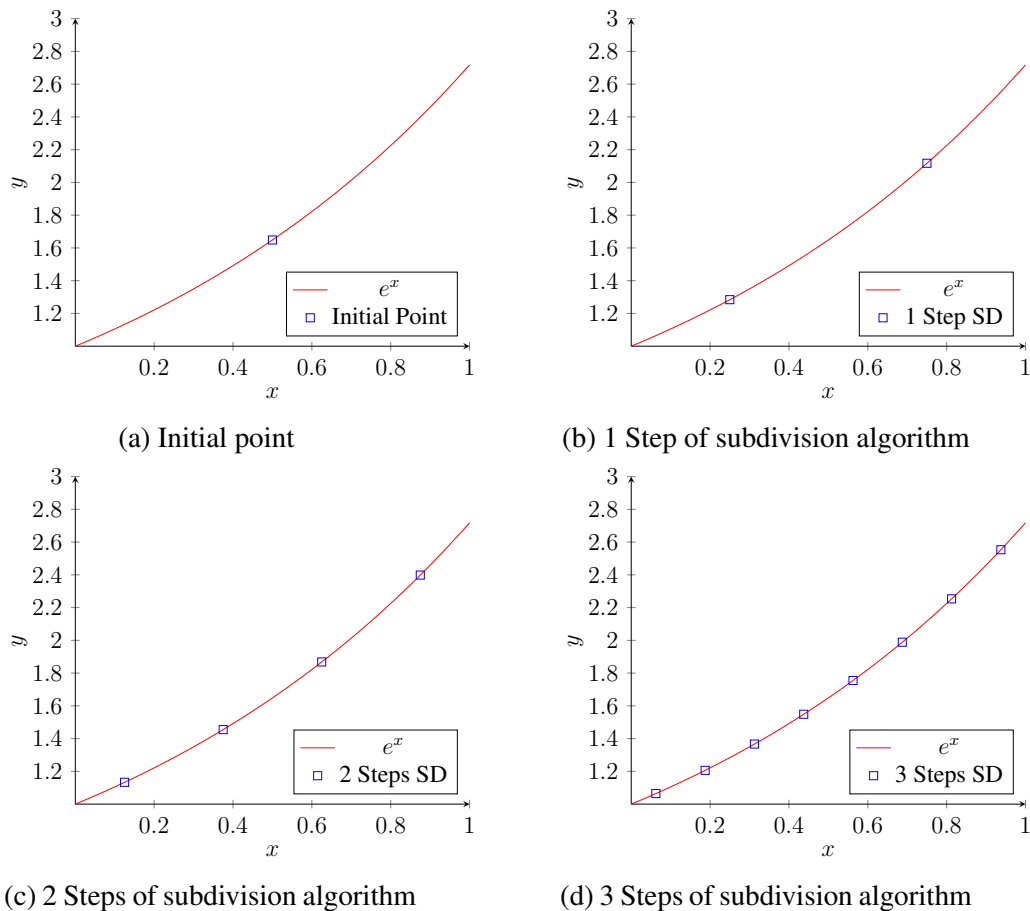 3
2.8
2.6
2.4
2.2
2
1.8
1.6
1.4
1.2
y
0.2 0.4 0.6 0.8 1
x
e^x
Initial Point
(a) Initial point
3
2.8
2.6
2.4
2.2
2
1.8
1.6
1.4
1.2
y
0.2 0.4 0.6 0.8 1
x
e^x
1 Step SD
(b) 1 Step of subdivision algorithm
3
2.8
2.6
2.4
2.2
2
1.8
1.6
1.4
1.2
y
0.2 0.4 0.6 0.8 1
x
e^x
2 Steps SD
(c) 2 Steps of subdivision algorithm
3
2.8
2.6
2.4
2.2
2
1.8
1.6
1.4
1.2
y
0.2 0.4 0.6 0.8 1
x
e^x
3 Steps SD
(d) 3 Steps of subdivision algorithm